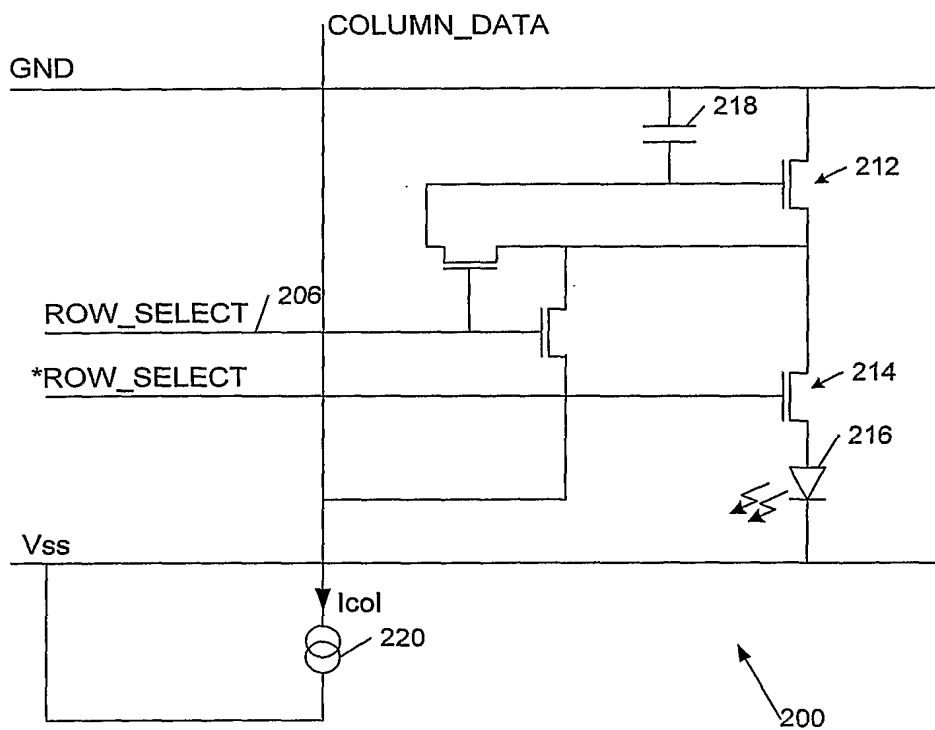 COLUMN_DATA
GND
218
212
206
ROW_SELECT
*ROW_SELECT
214
216
Vss
Icol
220
200